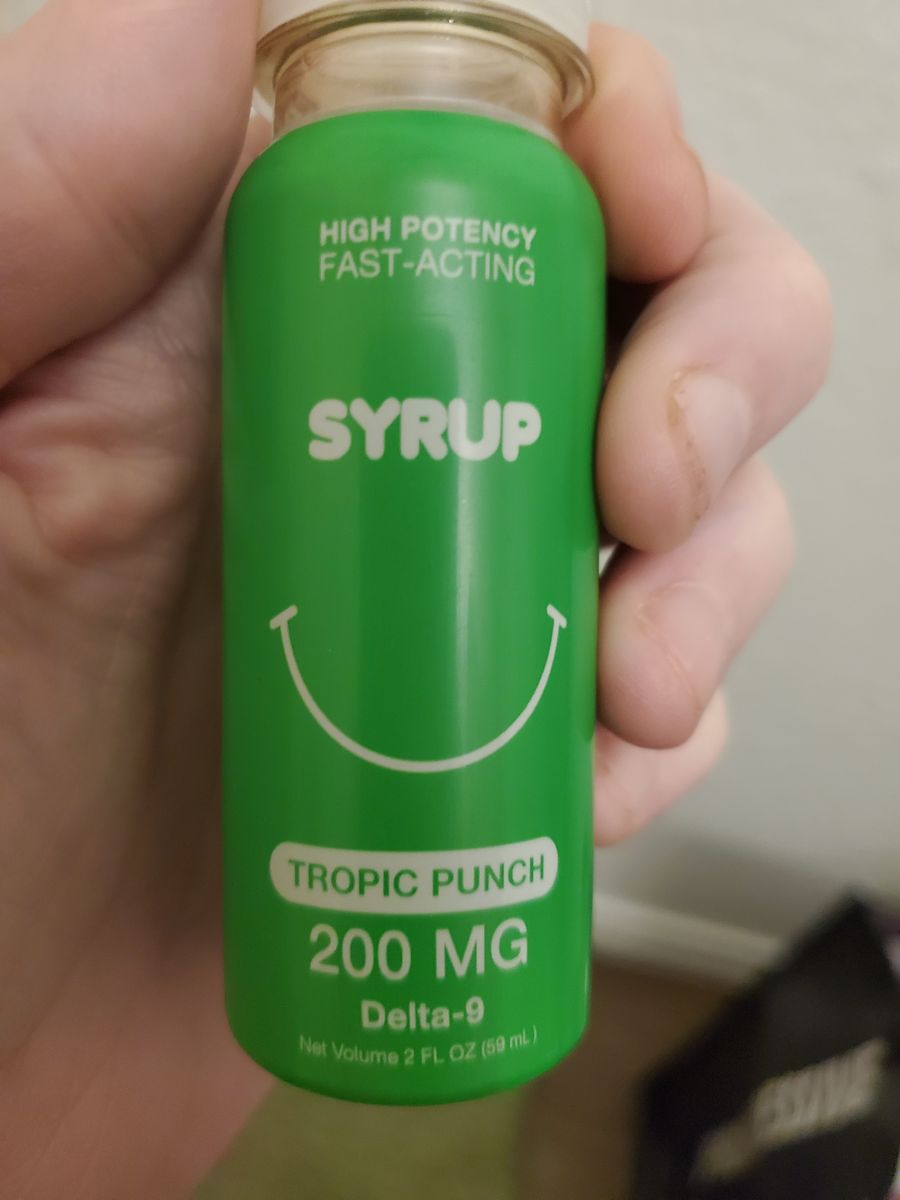 HIGH POTENCY
FAST-ACTING
SYRUP
TROPIC PUNCH
200 MG
Delta-9
Net Volume 2 FL OZ (59 mL)